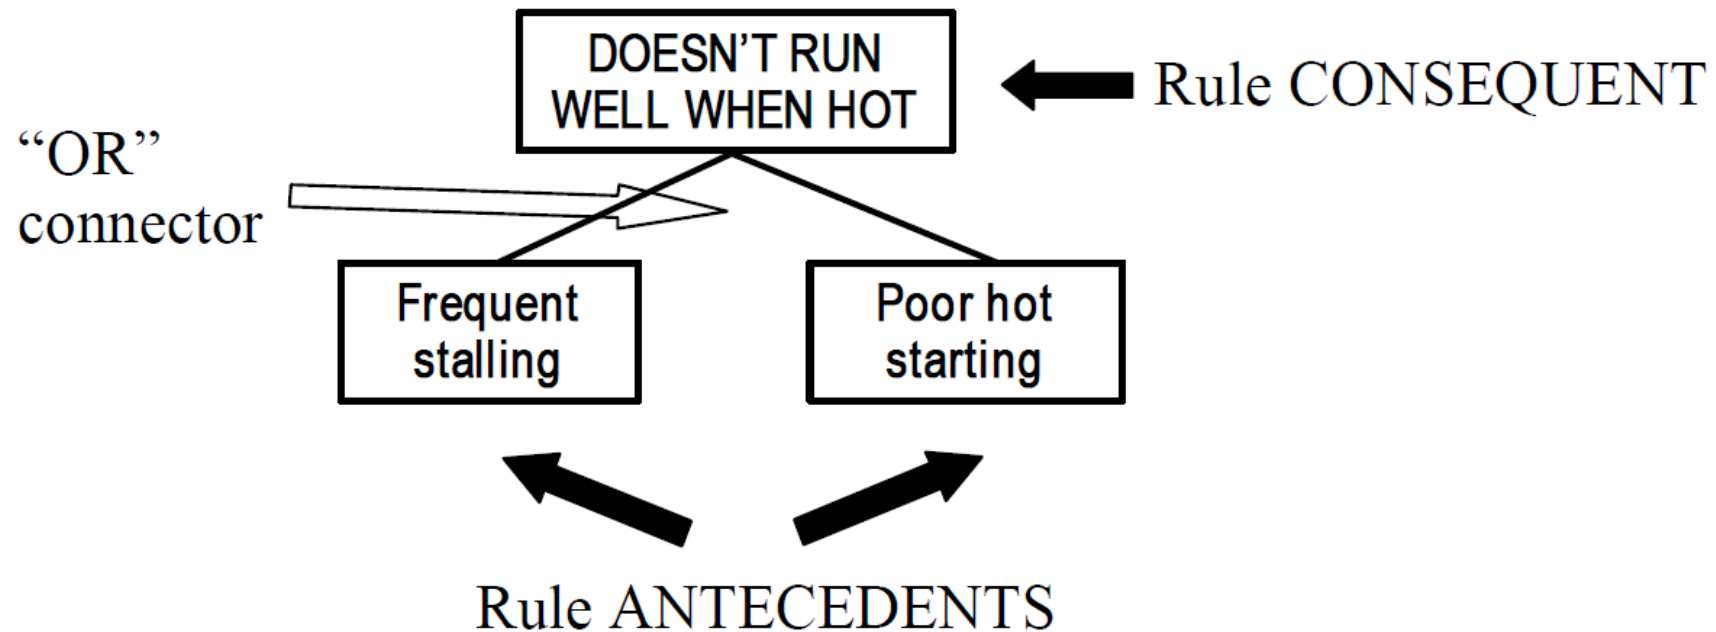 DOESN’T RUN
WELL WHEN HOT
Rule CONSEQUENT
“OR”
connector
Frequent
stalling
Poor hot
starting
Rule ANTECEDENTS